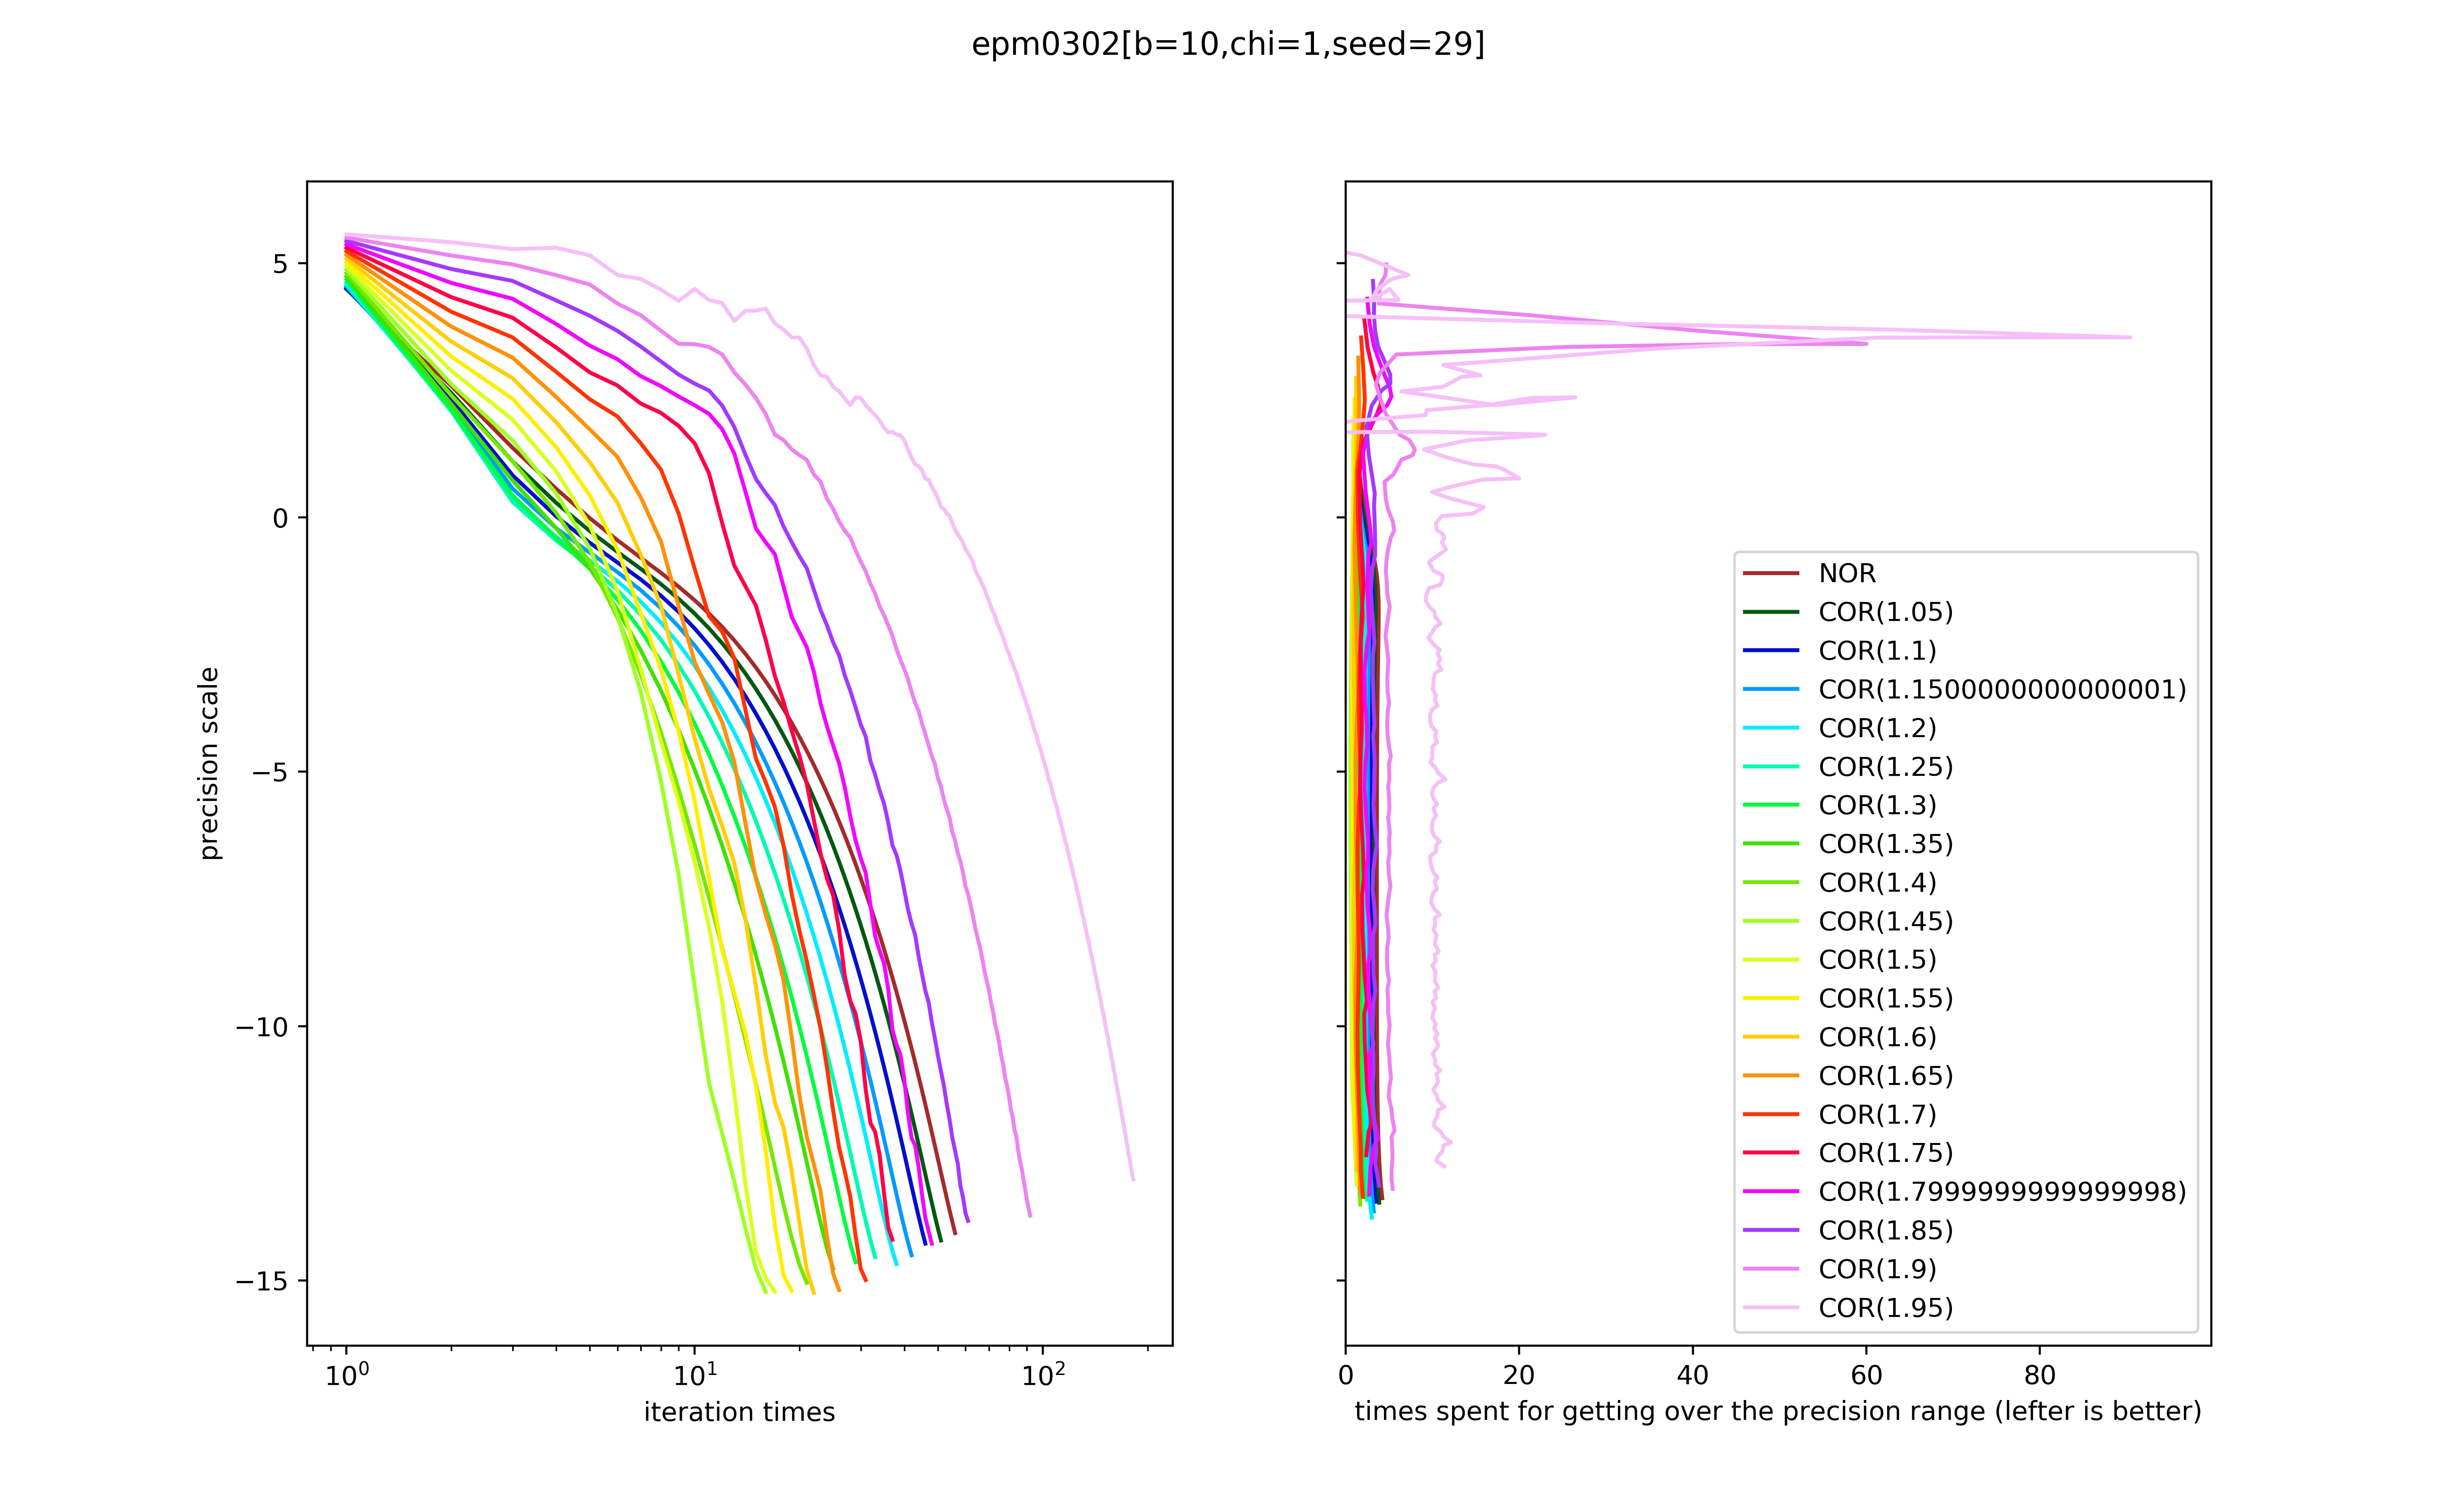 epm0302[b=10,chi=1,seed=29]
precision scale
5
0
−5
−10
−15
10⁰
10¹
10²
iteration times
0
20
40
60
80
times spent for getting over the precision range (lefter is better)
NOR
COR(1.05)
COR(1.1)
COR(1.1500000000000001)
COR(1.2)
COR(1.25)
COR(1.3)
COR(1.35)
COR(1.4)
COR(1.45)
COR(1.5)
COR(1.55)
COR(1.6)
COR(1.65)
COR(1.7)
COR(1.75)
COR(1.7999999999999998)
COR(1.85)
COR(1.9)
COR(1.95)